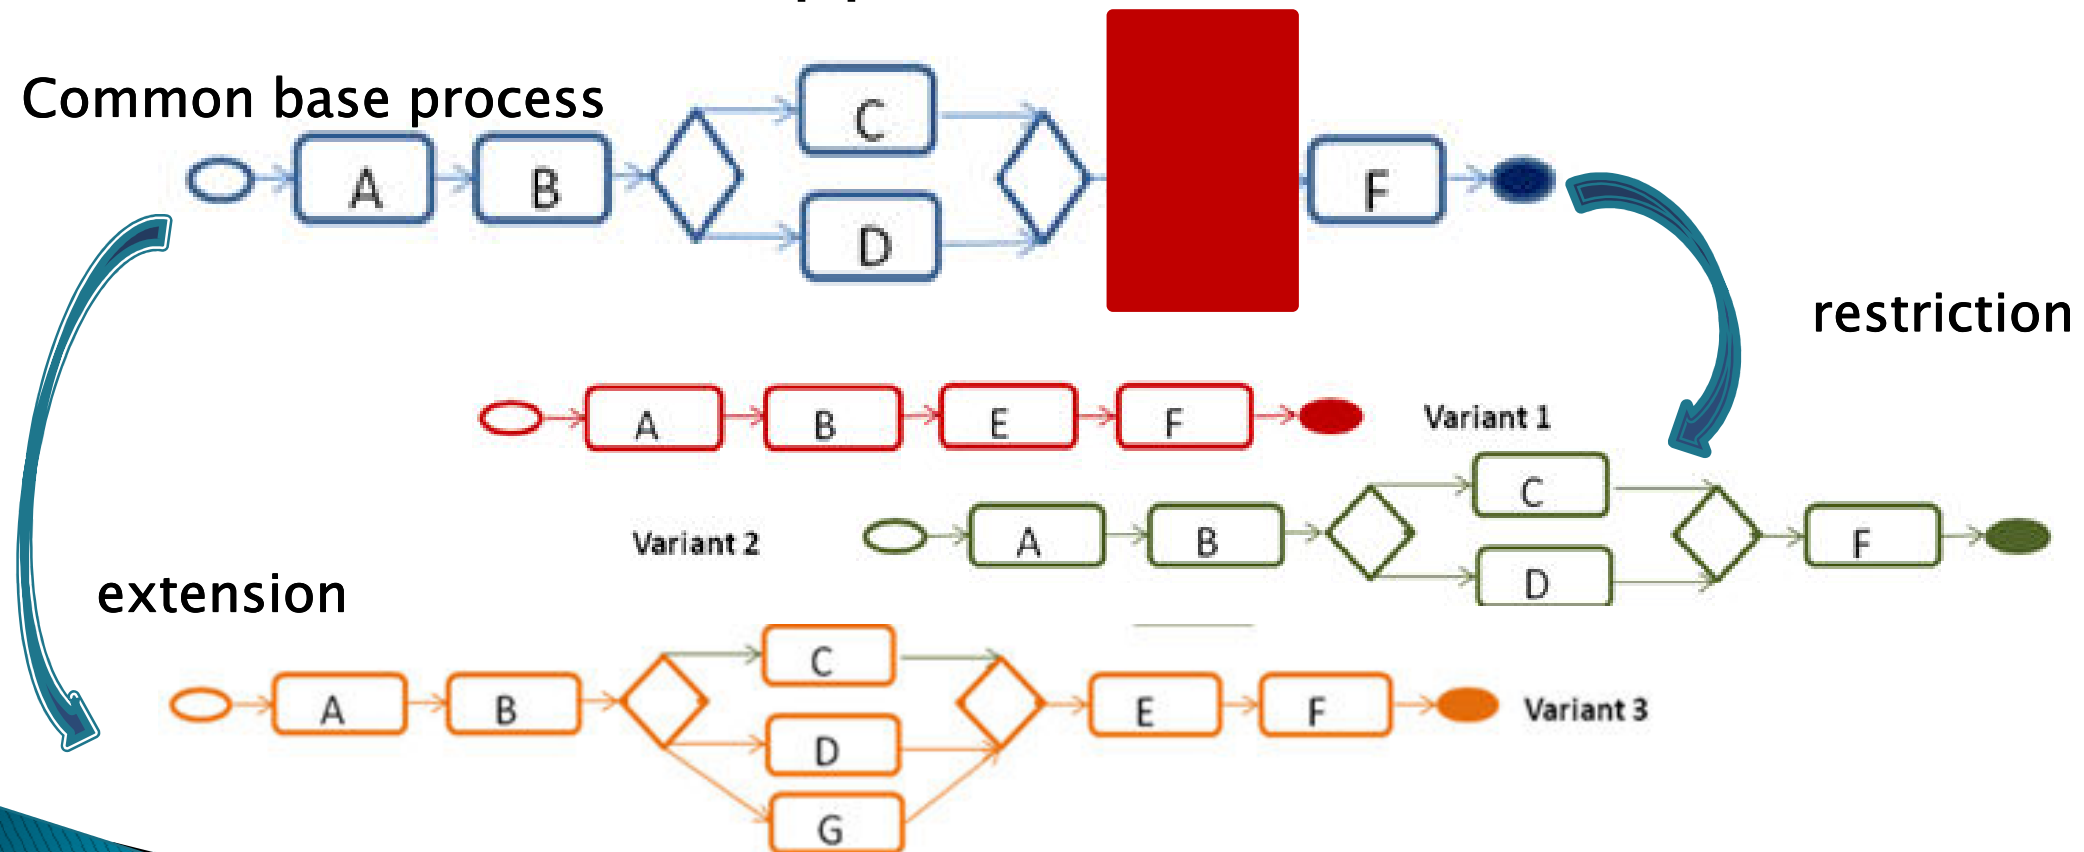 Common base process
C
A B F
D
restriction
A B E F Variant 1
C
Variant 2 A B F
D
extension
C
A B E F Variant 3
D
G